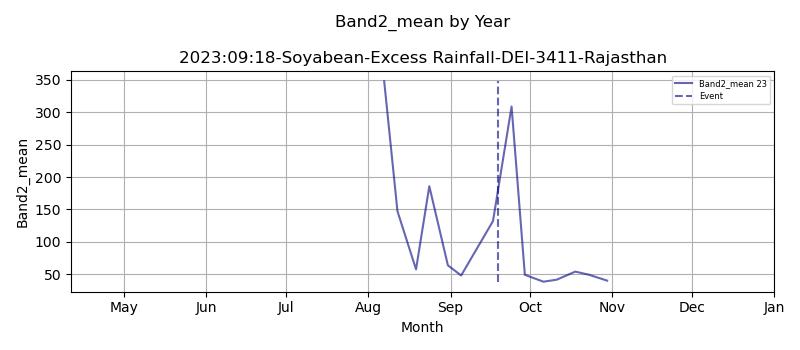 Band2_mean by Year
2023:09:18-Soyabean-Excess Rainfall-DEI-3411-Rajasthan
Band2_mean 23
Event
350
300
250
200
150
100
50
Band2_mean
May Jun Jul Aug Sep Oct Nov Dec Jan
Month